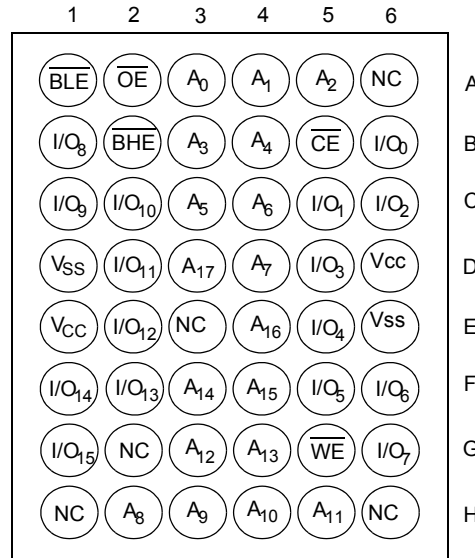 1 2 3 4 5 6
BLE OE A0 A1 A2 NC A
I/O8 BHE A3 A4 CE I/O0 B
I/O9 I/O10 A5 A6 I/O1 I/O2 C
VSS I/O11 A17 A7 I/O3 Vcc D
VCC I/O12 NC A16 I/O4 Vss E
I/O14 I/O13 A14 A15 I/O5 I/O6 F
I/O15 NC A12 A13 WE I/O7 G
NC A8 A9 A10 A11 NC H